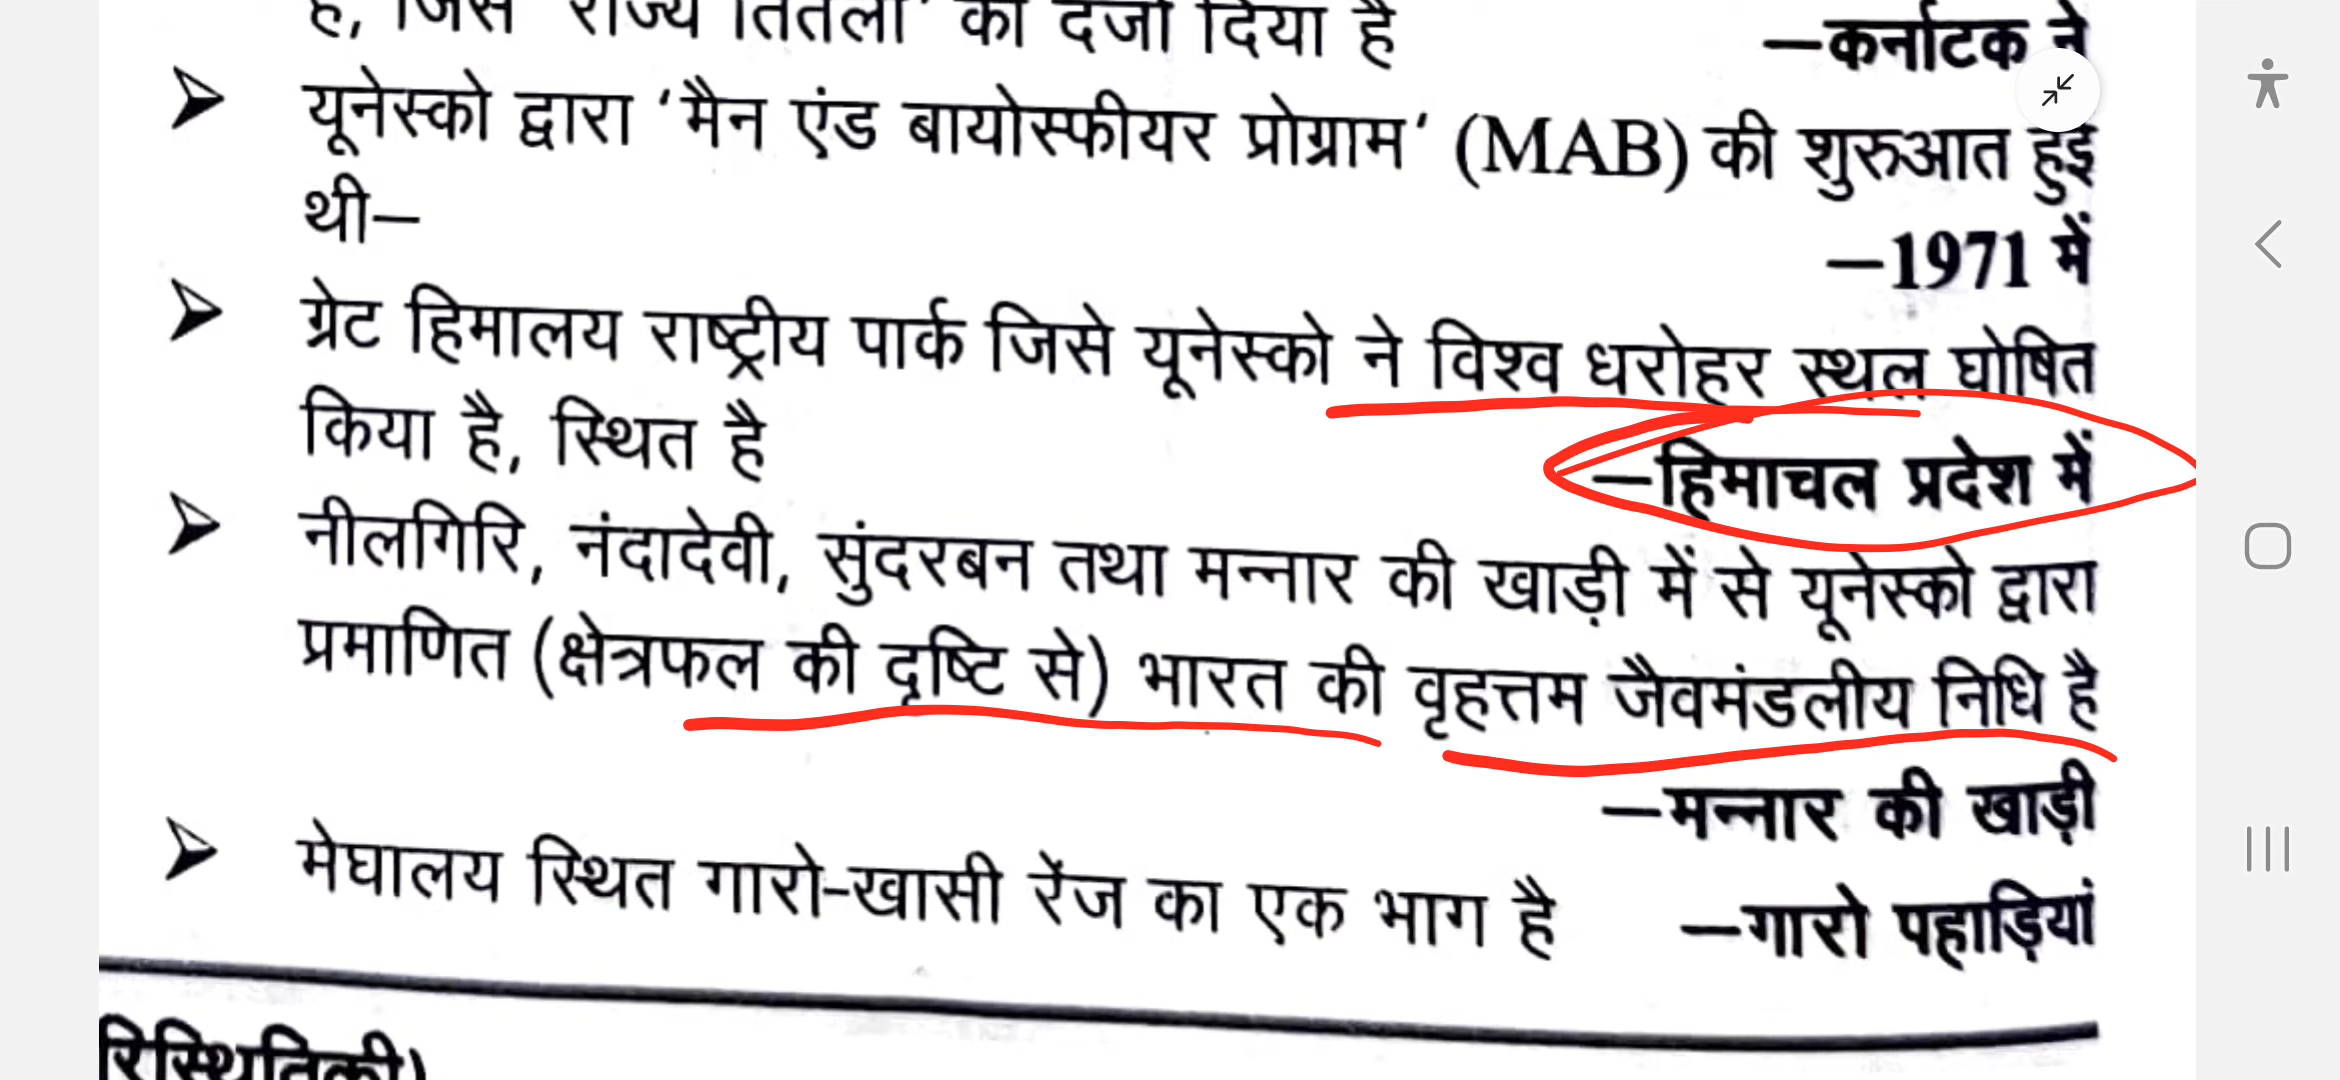 है, जिसे 'राज्य तितली' का दर्जा दिया है —कर्नाटक ने
➢ यूनेस्को द्वारा 'मैन एंड बायोस्फीयर प्रोग्राम' (MAB) की शुरुआत हुई
थी— —1971 में
➢ ग्रेट हिमालय राष्ट्रीय पार्क जिसे यूनेस्को ने विश्व धरोहर स्थल घोषित
किया है, स्थित है —हिमाचल प्रदेश में
➢ नीलगिरि, नंदादेवी, सुंदरबन तथा मन्नार की खाड़ी में से यूनेस्को द्वारा
प्रमाणित (क्षेत्रफल की दृष्टि से) भारत की वृहत्तम जैवमंडलीय निधि है
—मन्नार की खाड़ी
➢ मेघालय स्थित गारो-खासी रेंज का एक भाग है —गारो पहाड़ियां